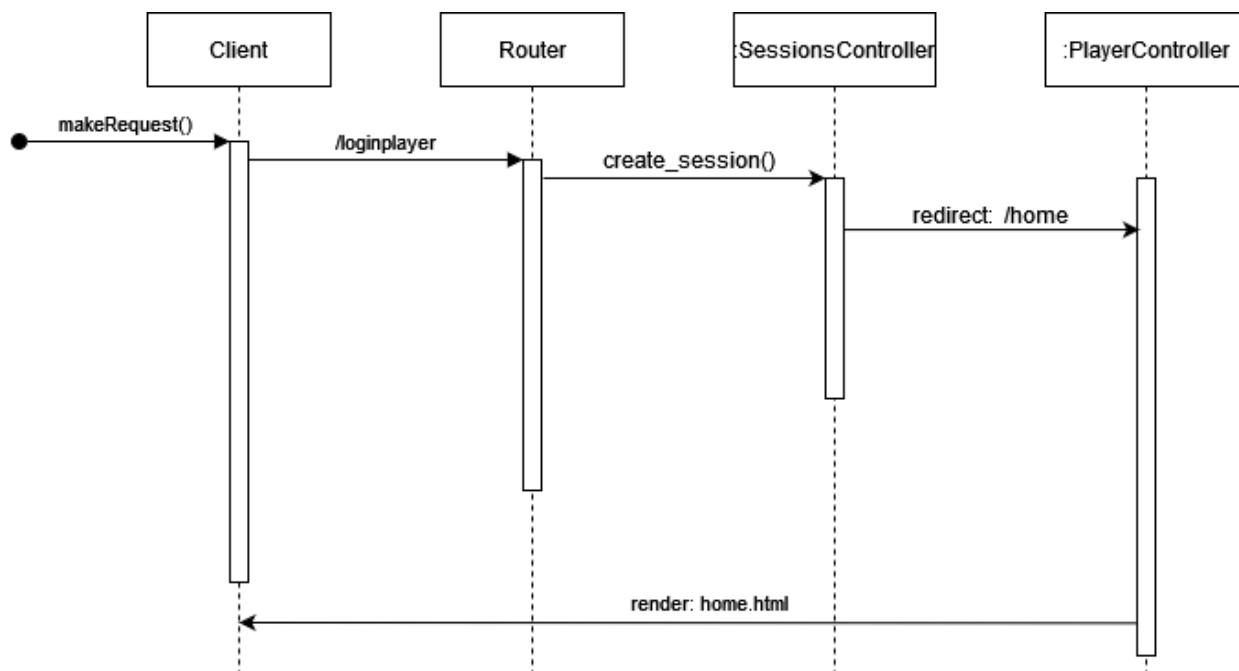 Client
Router
:SessionsController
:PlayerController
makeRequest()
/loginplayer
create_session()
redirect: /home
render: home.html